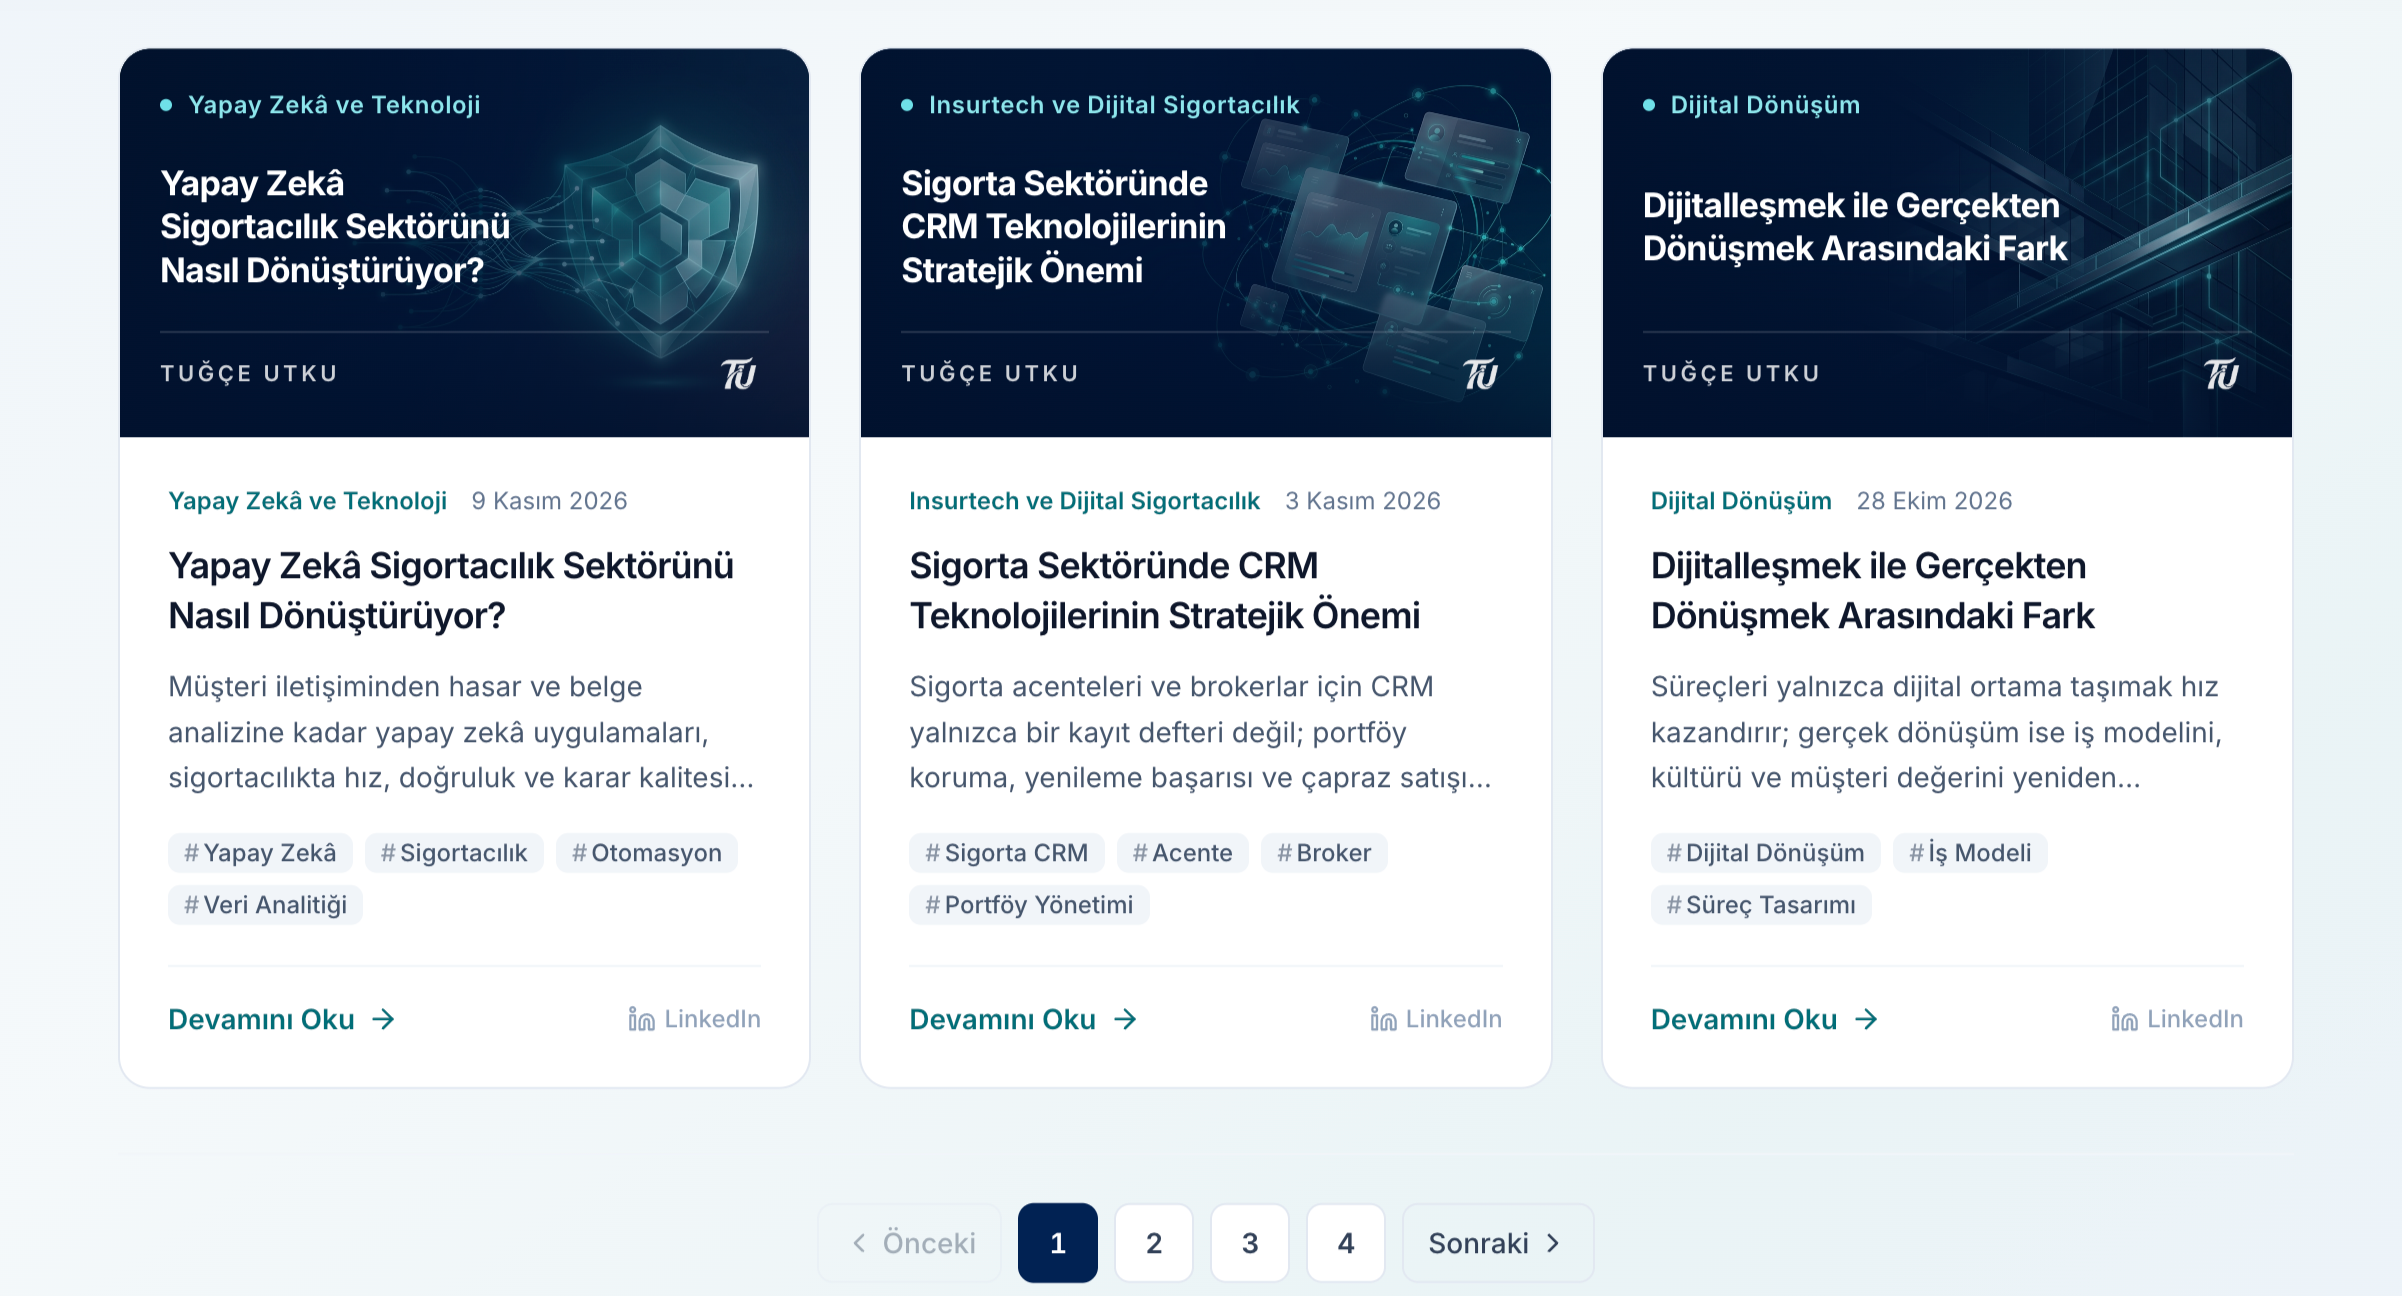 Yapay Zekâ ve Teknoloji
Yapay Zekâ
Sigortacılık Sektörünü
Nasıl Dönüştürüyor?
TUĞÇE UTKU
TU
Yapay Zekâ ve Teknoloji 9 Kasım 2026
Yapay Zekâ Sigortacılık Sektörünü
Nasıl Dönüştürüyor?
Müşteri iletişiminden hasar ve belge
analizine kadar yapay zekâ uygulamaları,
sigortacılıkta hız, doğruluk ve karar kalitesi...
#Yapay Zekâ #Sigortacılık #Otomasyon
#Veri Analitiği
Devamını Oku → LinkedIn
Insurtech ve Dijital Sigortacılık
Sigorta Sektöründe
CRM Teknolojilerinin
Stratejik Önemi
TUĞÇE UTKU
TU
Insurtech ve Dijital Sigortacılık 3 Kasım 2026
Sigorta Sektöründe CRM
Teknolojilerinin Stratejik Önemi
Sigorta acenteleri ve brokerlar için CRM
yalnızca bir kayıt defteri değil; portföy
koruma, yenileme başarısı ve çapraz satışı...
#Sigorta CRM #Acente #Broker
#Portföy Yönetimi
Devamını Oku → LinkedIn
Dijital Dönüşüm
Dijitalleşmek ile Gerçekten
Dönüşmek Arasındaki Fark
TUĞÇE UTKU
TU
Dijital Dönüşüm 28 Ekim 2026
Dijitalleşmek ile Gerçekten
Dönüşmek Arasındaki Fark
Süreçleri yalnızca dijital ortama taşımak hız
kazandırır; gerçek dönüşüm ise iş modelini,
kültürü ve müşteri değerini yeniden...
#Dijital Dönüşüm #İş Modeli
#Süreç Tasarımı
Devamını Oku → LinkedIn
Önceki 1 2 3 4 Sonraki